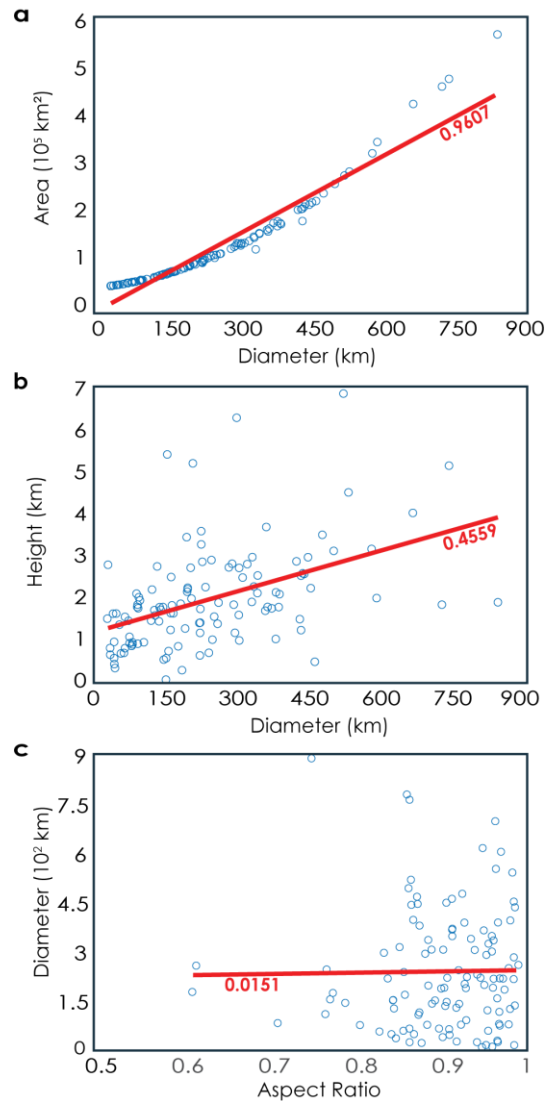 a
Area (10⁵ km²)
6
5
4
3
2
1
0
0.9607
0 150 300 450 600 750 900
Diameter (km)
b
Height (km)
7
6
5
4
3
2
1
0
0.4559
0 150 300 450 600 750 900
Diameter (km)
c
Diameter (10² km)
9
7.5
6
4.5
3
1.5
0
0.0151
0.5 0.6 0.7 0.8 0.9 1
Aspect Ratio